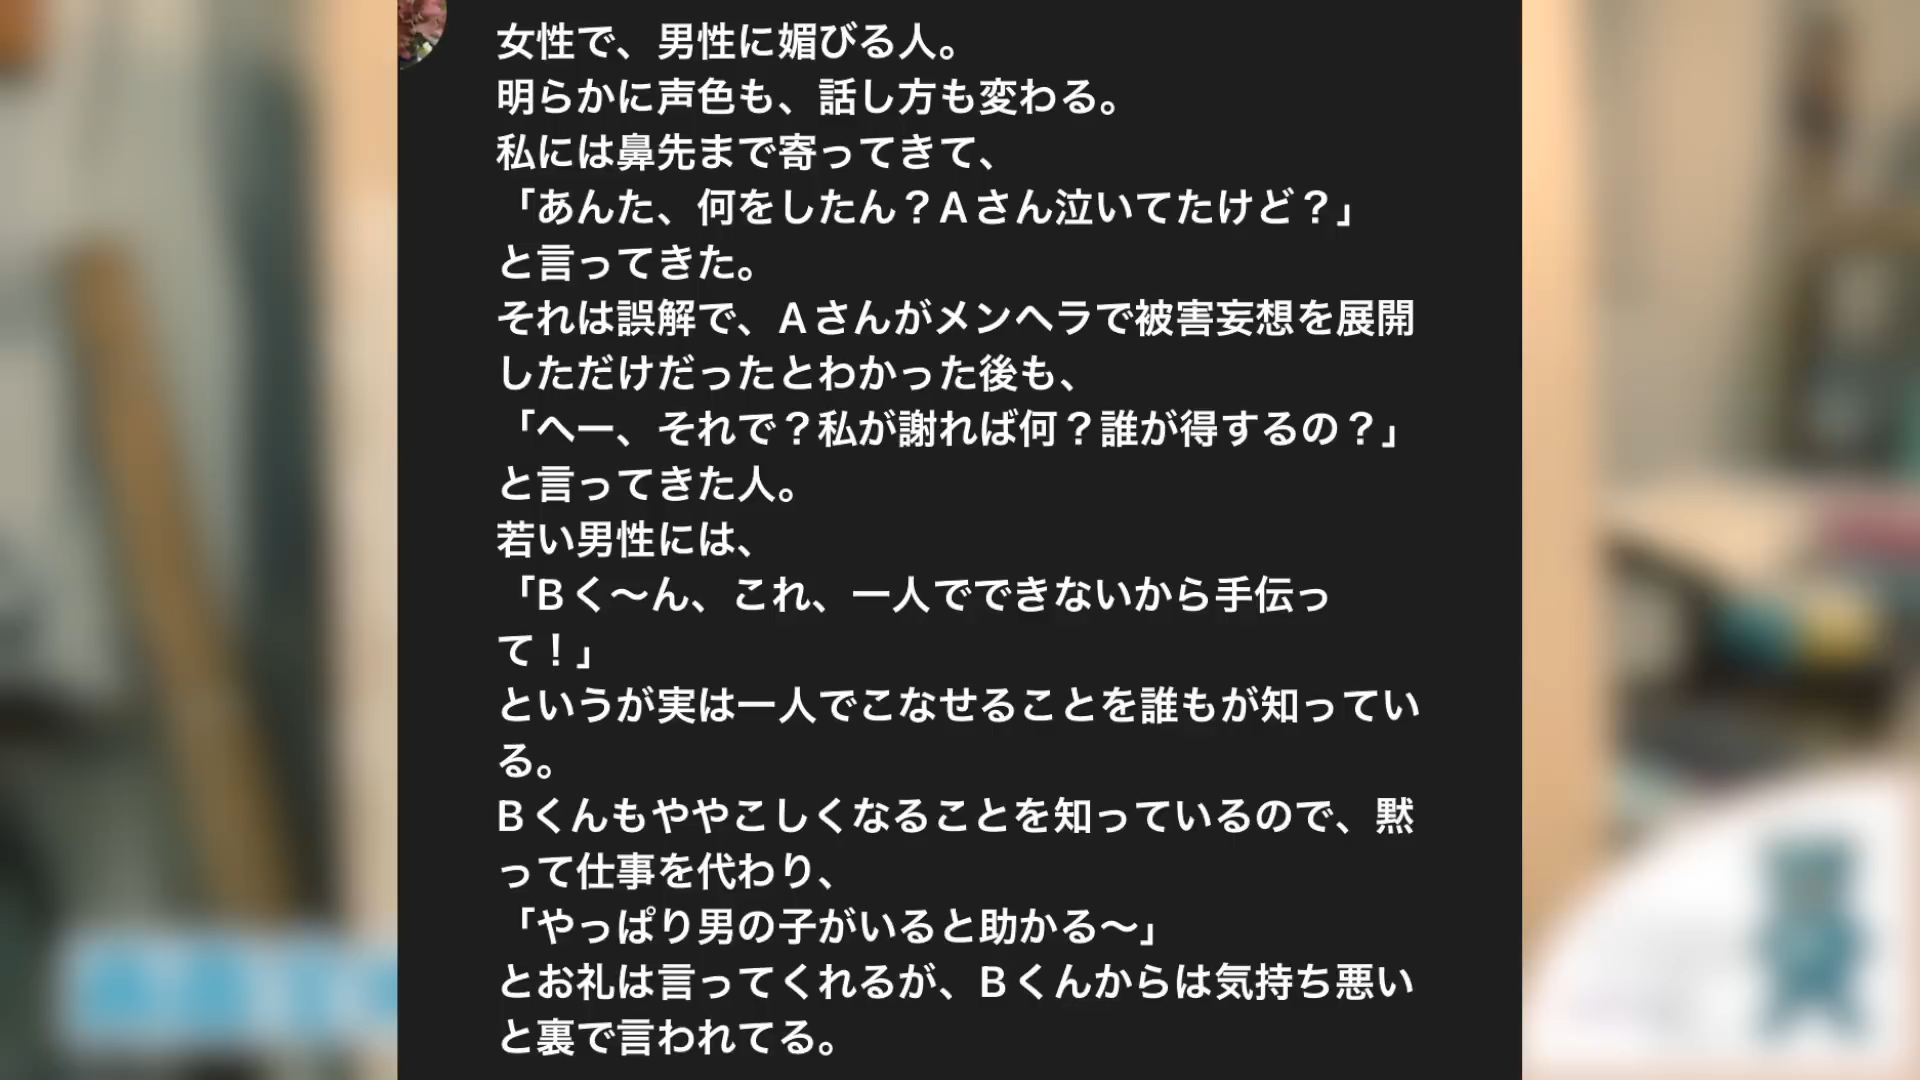 女性で、男性に媚びる人。
明らかに声色も、話し方も変わる。
私には鼻先まで寄ってきて、
「あんた、何をしたん？Aさん泣いてたけど？」
と言ってきた。
それは誤解で、Aさんがメンヘラで被害妄想を展開
しただけだったとわかった後も、
「へー、それで？私が謝れば何？誰が得するの？」
と言ってきた人。
若い男性には、
「Bく〜ん、これ、一人でできないから手伝っ
て！」
というが実は一人でこなせることを誰もが知ってい
る。
Bくんもややこしくなることを知っているので、黙
って仕事を代わり、
「やっぱり男の子がいると助かる〜」
とお礼は言ってくれるが、Bくんからは気持ち悪い
と裏で言われてる。